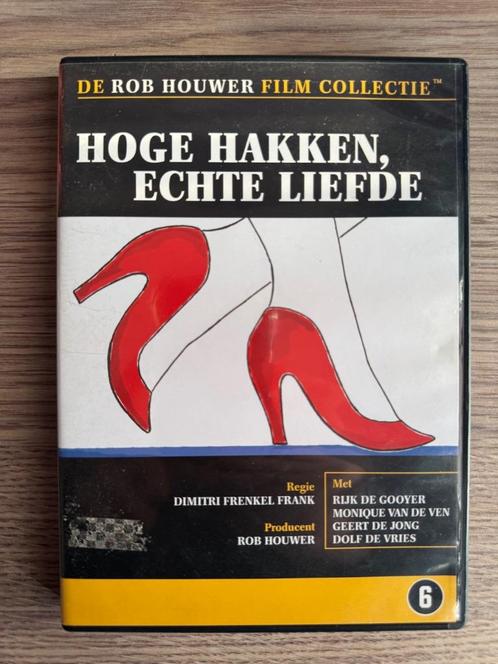 DE ROB HOUWER FILM COLLECTIE™
HOGE HAKKEN,
ECHTE LIEFDE
Regie
DIMITRI FRENKEL FRANK
Producent
ROB HOUWER
Met
RIJK DE GOOYER
MONIQUE VAN DE VEN
GEERT DE JONG
DOLF DE VRIES
6